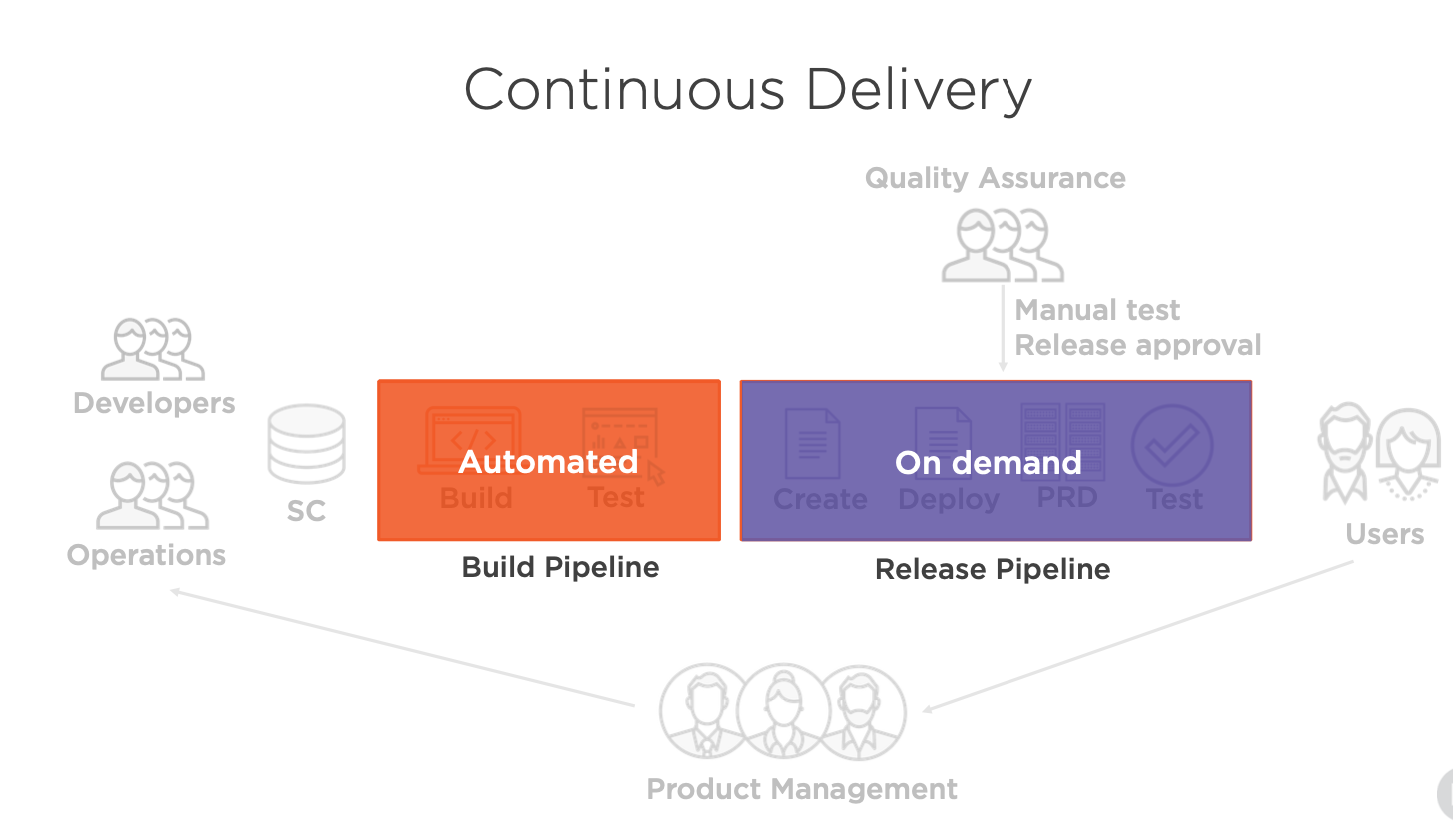 Continuous Delivery
Quality Assurance
Manual test
Release approval
Developers
Operations
SC
Automated
Build
Test
Build Pipeline
On demand
Create
Deploy
PRD
Test
Release Pipeline
Users
Product Management